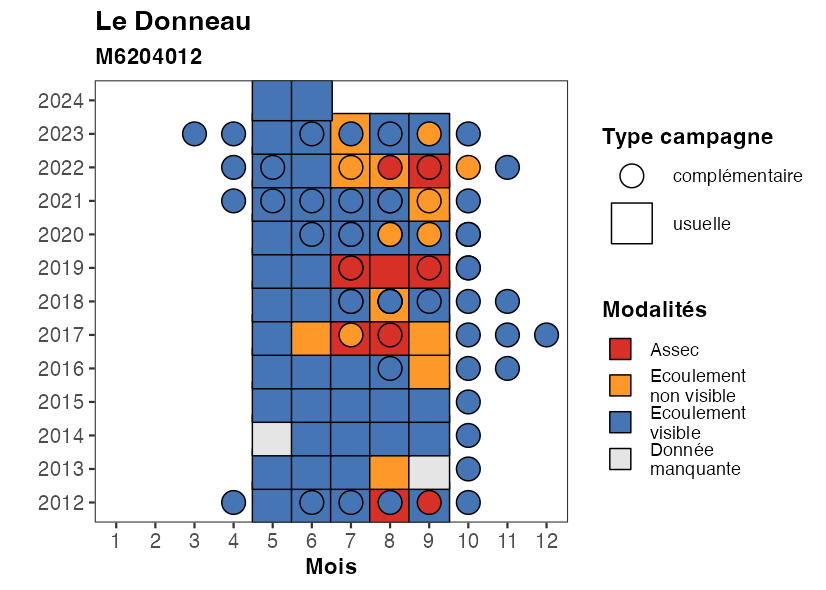 Le Donneau
M6204012
2024
2023
2022
2021
2020
2019
2018
2017
2016
2015
2014
2013
2012
1 2 3 4 5 6 7 8 9 10 11 12
Mois
Type campagne
complémentaire
usuelle
Modalités
Assec
Ecoulement
non visible
Ecoulement
visible
Donnée
manquante